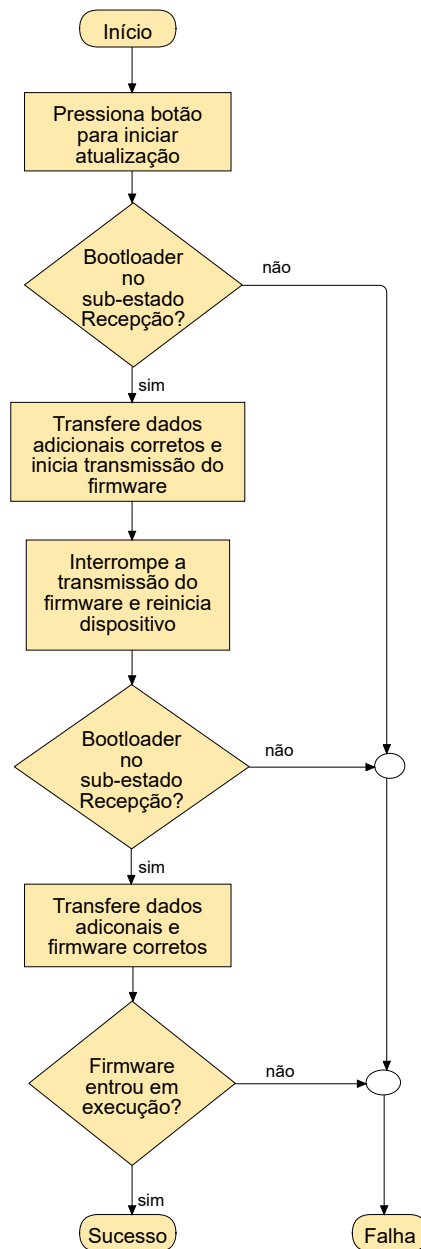 Início
Pressiona botão
para iniciar
atualização
Bootloader
no
sub-estado
Recepção?
não
sim
Transfere dados
adicionais corretos e
inicia transmissão do
firmware
Interrompe a
transmissão do
firmware e reinicia
dispositivo
Bootloader
no
sub-estado
Recepção?
não
sim
Transfere dados
adiconais e
firmware corretos
Firmware
entrou em
execução?
não
sim
Sucesso
Falha